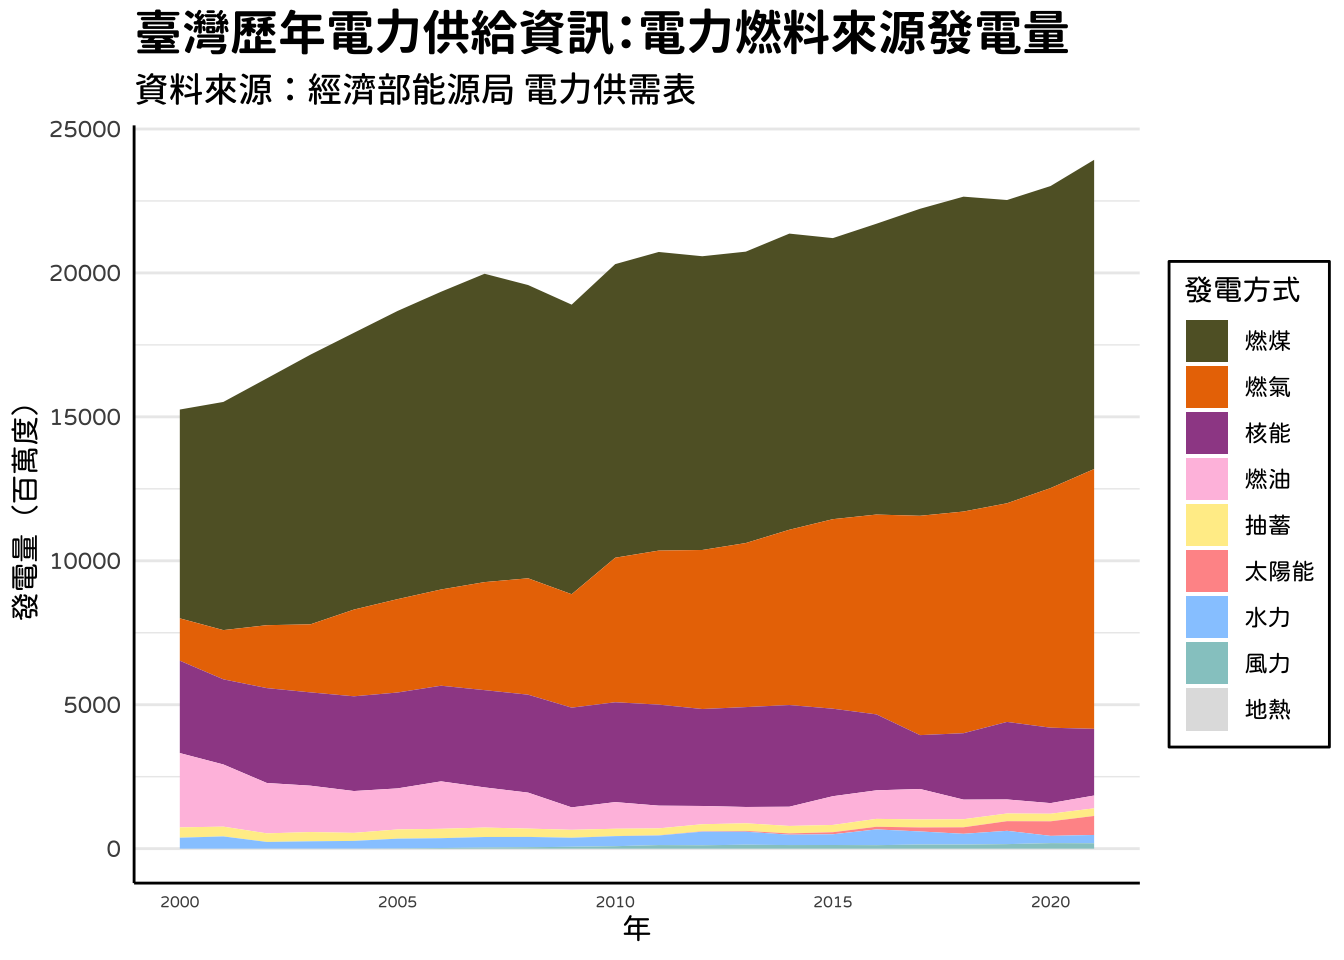 臺灣歷年電力供給資訊:電力燃料來源發電量
資料來源：經濟部能源局 電力供需表
25000
20000
15000
10000
5000
0
發電量（百萬度）
2000 2005 2010 2015 2020
年
發電方式
燃煤
燃氣
核能
燃油
抽蓄
太陽能
水力
風力
地熱